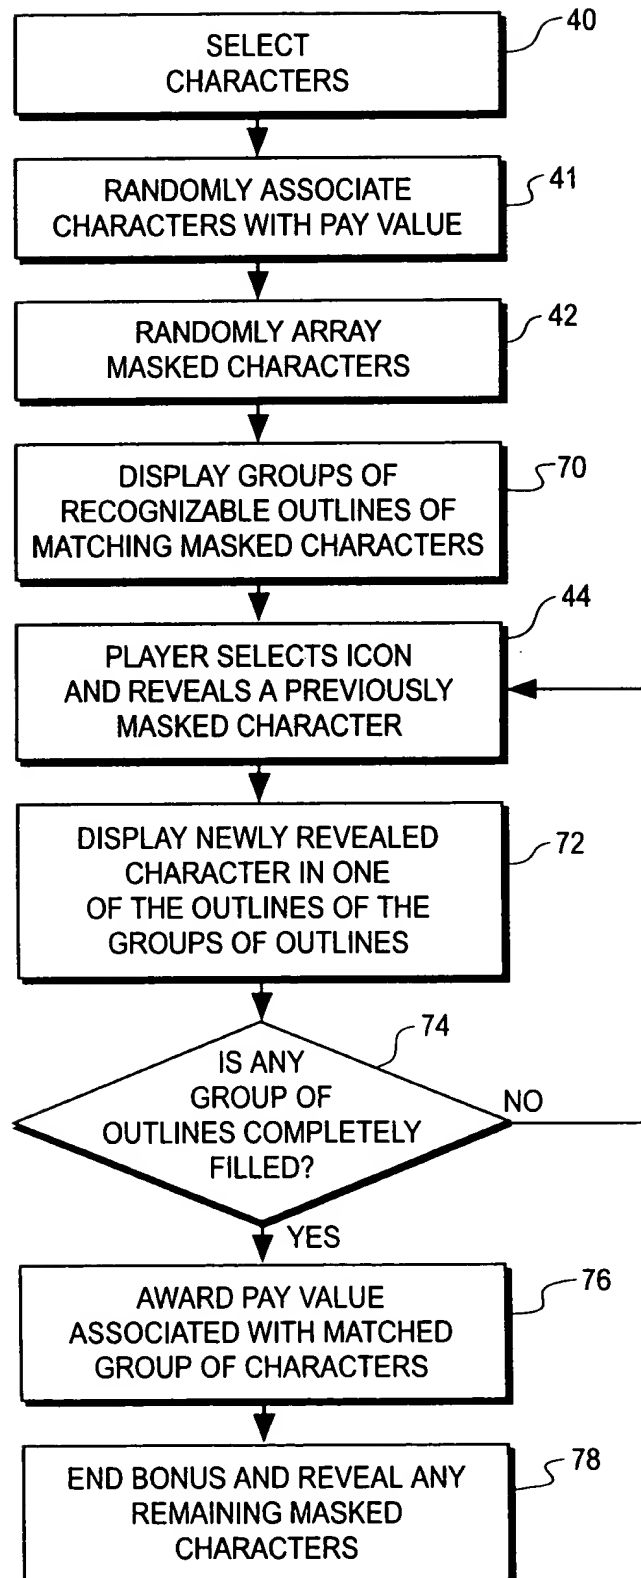 40
SELECT
CHARACTERS
41
RANDOMLY ASSOCIATE
CHARACTERS WITH PAY VALUE
42
RANDOMLY ARRAY
MASKED CHARACTERS
70
DISPLAY GROUPS OF
RECOGNIZABLE OUTLINES OF
MATCHING MASKED CHARACTERS
44
PLAYER SELECTS ICON
AND REVEALS A PREVIOUSLY
MASKED CHARACTER
72
DISPLAY NEWLY REVEALED
CHARACTER IN ONE
OF THE OUTLINES OF THE
GROUPS OF OUTLINES
74
IS ANY
GROUP OF
OUTLINES COMPLETELY
FILLED?
NO
YES
76
AWARD PAY VALUE
ASSOCIATED WITH MATCHED
GROUP OF CHARACTERS
78
END BONUS AND REVEAL ANY
REMAINING MASKED
CHARACTERS